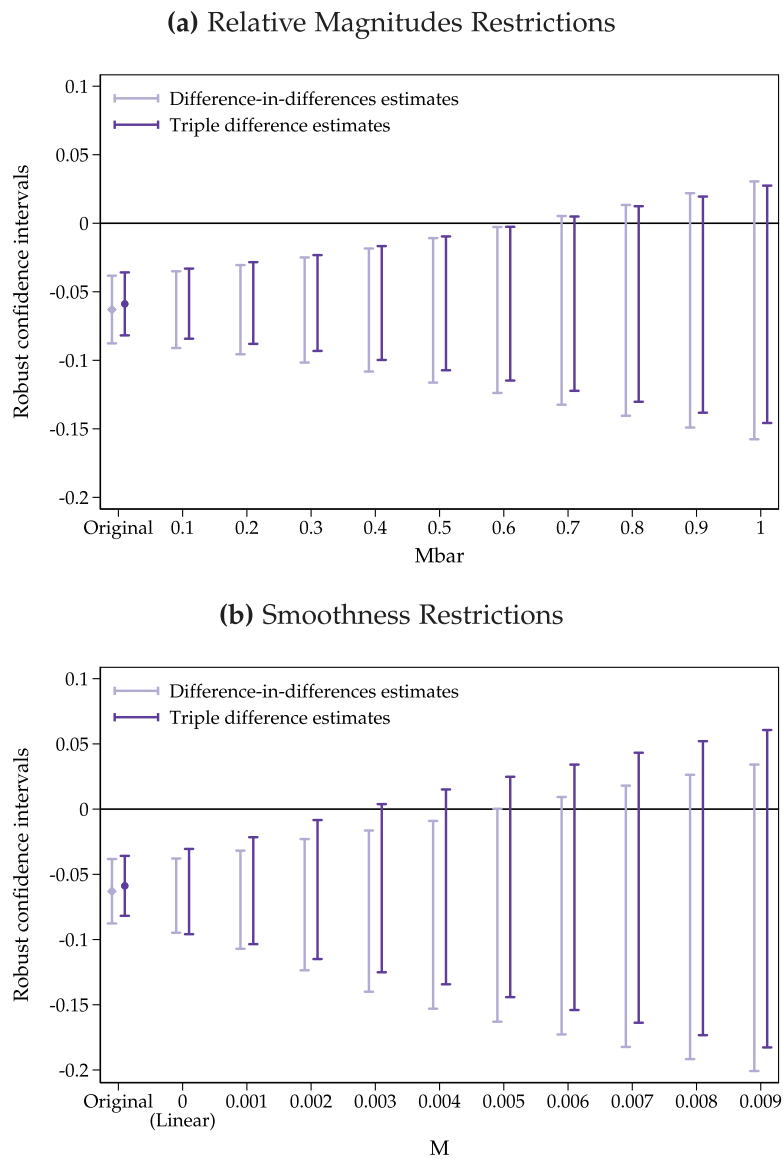 (a) Relative Magnitudes Restrictions
0.1
Difference-in-differences estimates
Triple difference estimates
0.05
0
-0.05
-0.1
-0.15
-0.2
Robust confidence intervals
Original 0.1 0.2 0.3 0.4 0.5 0.6 0.7 0.8 0.9 1
Mbar
(b) Smoothness Restrictions
0.1
Difference-in-differences estimates
Triple difference estimates
0.05
0
-0.05
-0.1
-0.15
-0.2
Robust confidence intervals
Original 0 0.001 0.002 0.003 0.004 0.005 0.006 0.007 0.008 0.009
(Linear)
M